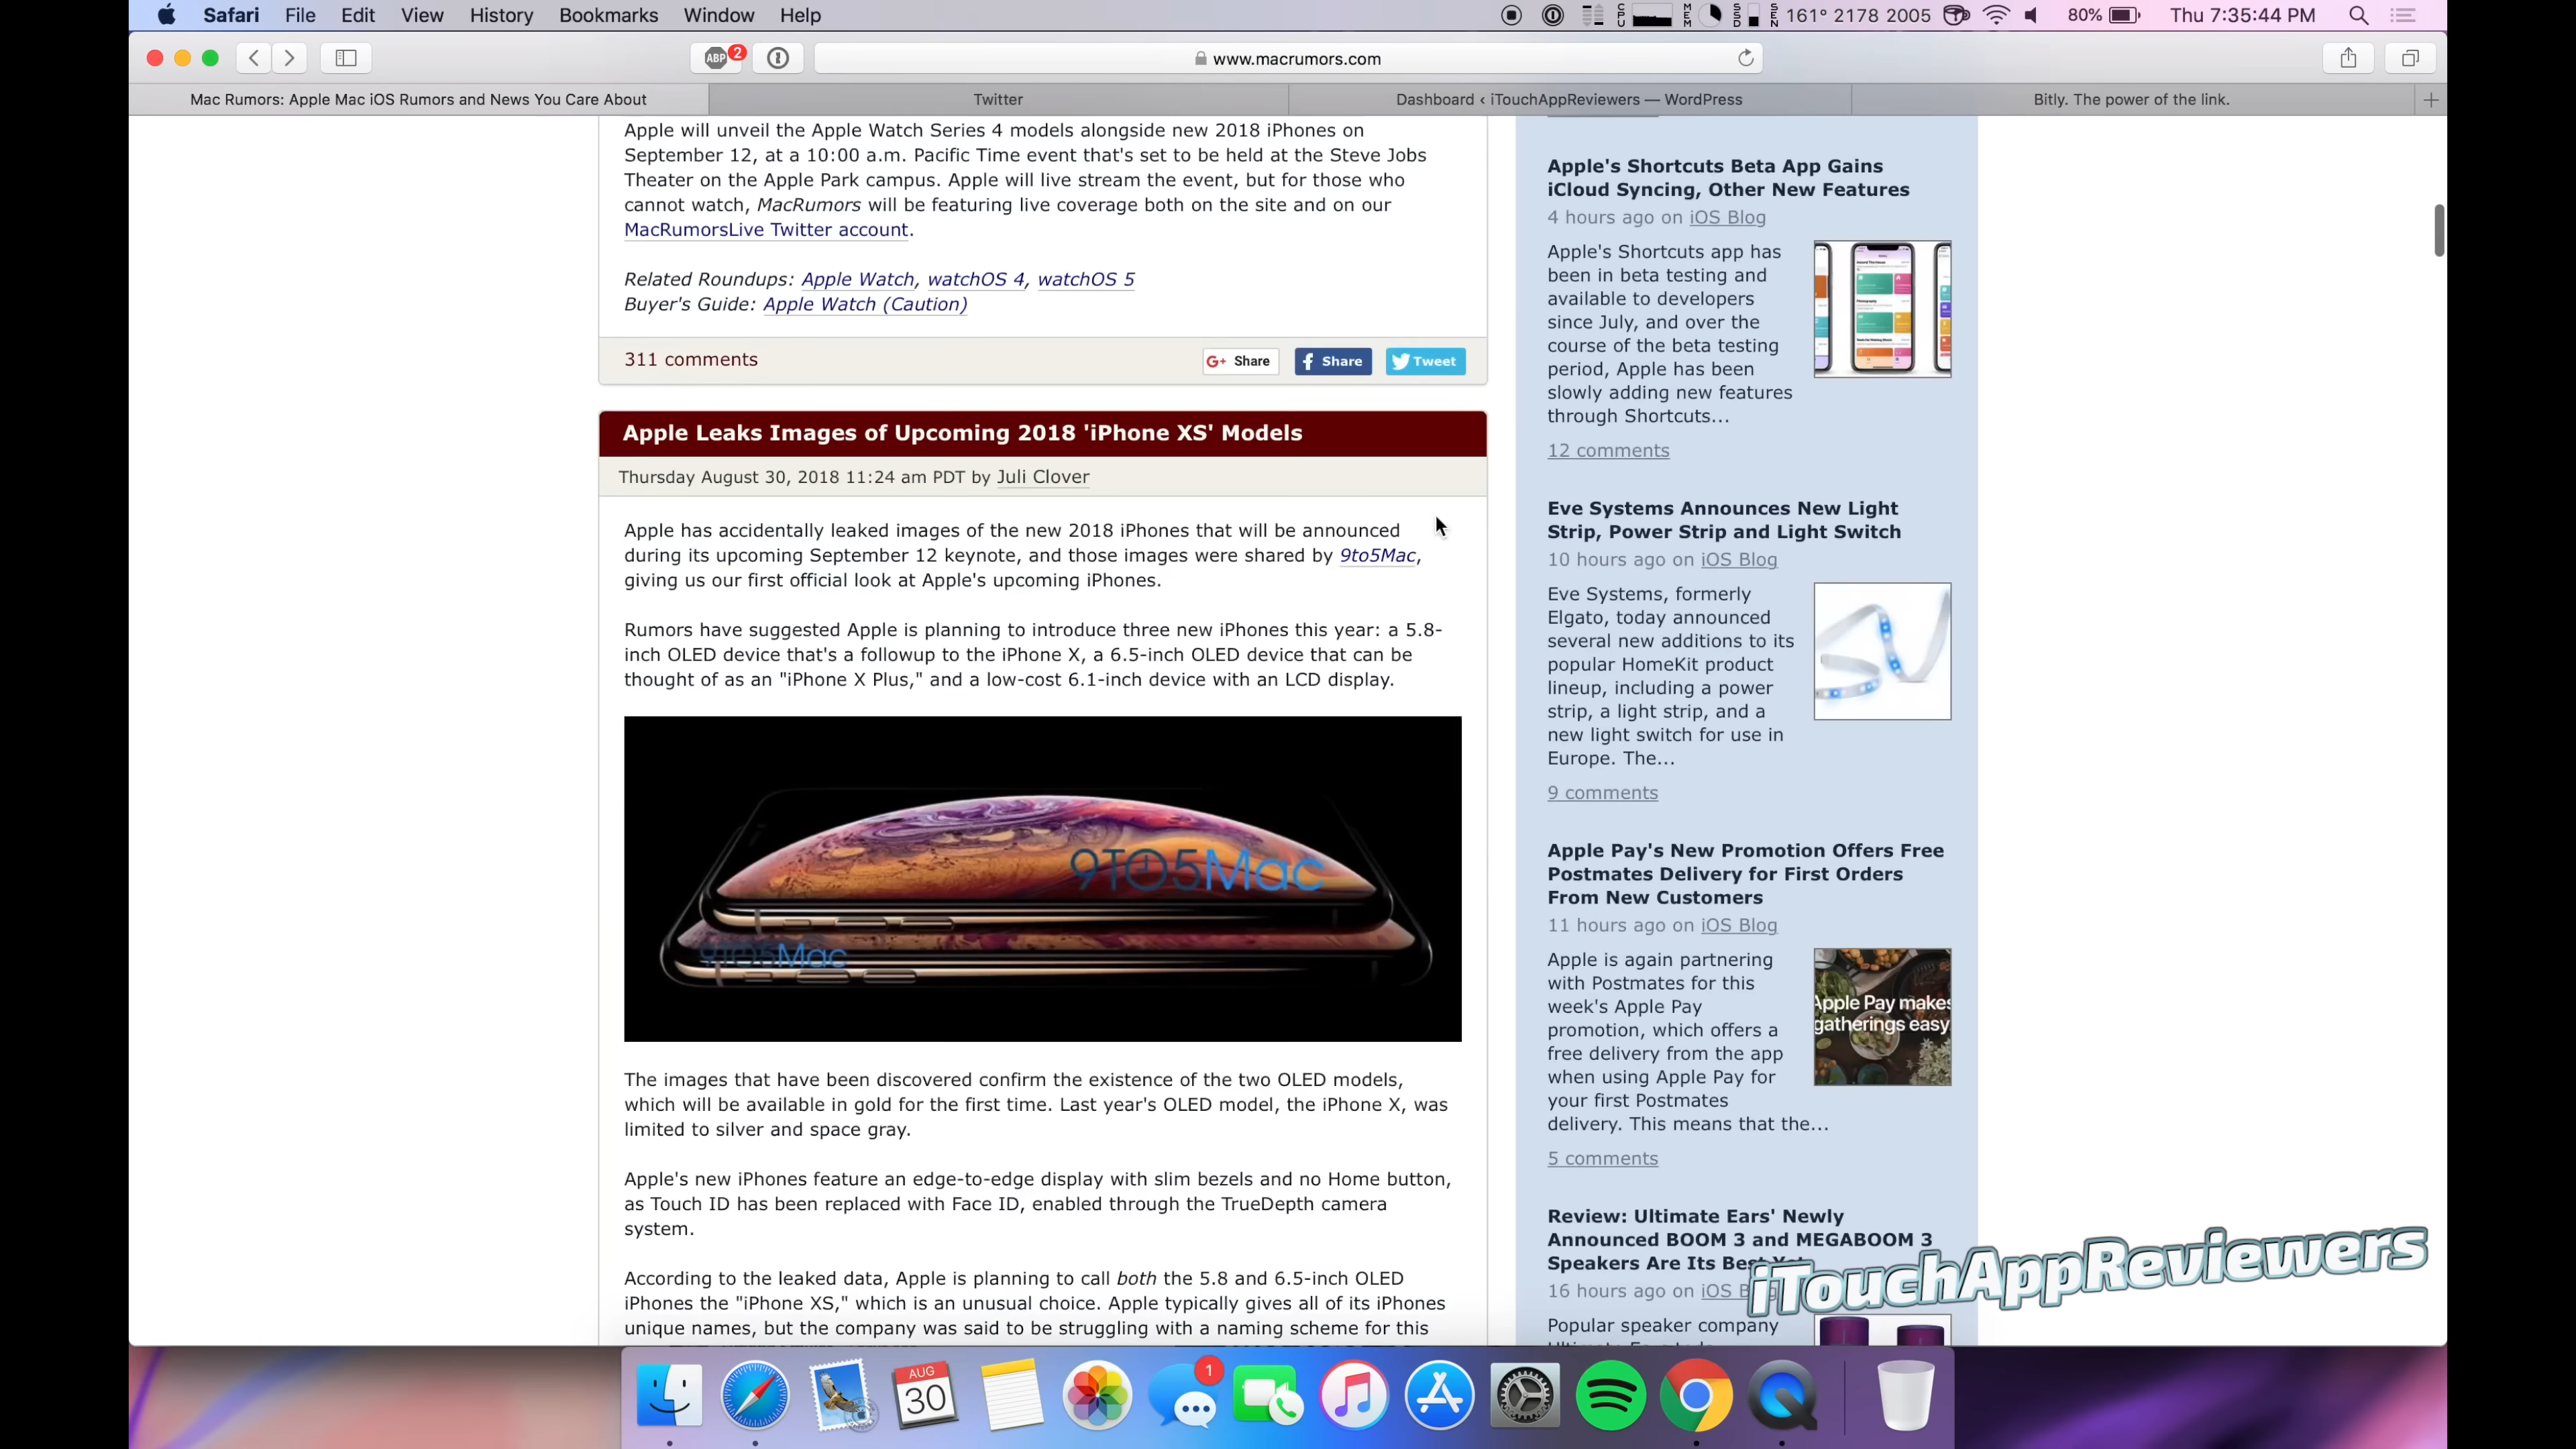 Safari File Edit View History Bookmarks Window Help
CPU MEM SSD SEN 161° 2178 2005 80% Thu 7:35:44 PM
ABP 2 www.macrumors.com
Mac Rumors: Apple Mac iOS Rumors and News You Care About
Twitter
Dashboard ‹ iTouchAppReviewers — WordPress
Bitly. The power of the link.
Apple will unveil the Apple Watch Series 4 models alongside new 2018 iPhones on
September 12, at a 10:00 a.m. Pacific Time event that's set to be held at the Steve Jobs
Theater on the Apple Park campus. Apple will live stream the event, but for those who
cannot watch, MacRumors will be featuring live coverage both on the site and on our
MacRumorsLive Twitter account.
Related Roundups: Apple Watch, watchOS 4, watchOS 5
Buyer's Guide: Apple Watch (Caution)
311 comments
G+ Share
f Share
Tweet
Apple Leaks Images of Upcoming 2018 'iPhone XS' Models
Thursday August 30, 2018 11:24 am PDT by Juli Clover
Apple has accidentally leaked images of the new 2018 iPhones that will be announced
during its upcoming September 12 keynote, and those images were shared by 9to5Mac,
giving us our first official look at Apple's upcoming iPhones.
Rumors have suggested Apple is planning to introduce three new iPhones this year: a 5.8-
inch OLED device that's a followup to the iPhone X, a 6.5-inch OLED device that can be
thought of as an "iPhone X Plus," and a low-cost 6.1-inch device with an LCD display.
9TO5Mac
9TO5Mac
The images that have been discovered confirm the existence of the two OLED models,
which will be available in gold for the first time. Last year's OLED model, the iPhone X, was
limited to silver and space gray.
Apple's new iPhones feature an edge-to-edge display with slim bezels and no Home button,
as Touch ID has been replaced with Face ID, enabled through the TrueDepth camera
system.
According to the leaked data, Apple is planning to call both the 5.8 and 6.5-inch OLED
iPhones the "iPhone XS," which is an unusual choice. Apple typically gives all of its iPhones
unique names, but the company was said to be struggling with a naming scheme for this
Apple's Shortcuts Beta App Gains
iCloud Syncing, Other New Features
4 hours ago on iOS Blog
Apple's Shortcuts app has
been in beta testing and
available to developers
since July, and over the
course of the beta testing
period, Apple has been
slowly adding new features
through Shortcuts...
12 comments
Eve Systems Announces New Light
Strip, Power Strip and Light Switch
10 hours ago on iOS Blog
Eve Systems, formerly
Elgato, today announced
several new additions to its
popular HomeKit product
lineup, including a power
strip, a light strip, and a
new light switch for use in
Europe. The...
9 comments
Apple Pay's New Promotion Offers Free
Postmates Delivery for First Orders
From New Customers
11 hours ago on iOS Blog
Apple is again partnering
with Postmates for this
week's Apple Pay
promotion, which offers a
free delivery from the app
when using Apple Pay for
your first Postmates
delivery. This means that the...
Apple Pay makes
gatherings easy
5 comments
Review: Ultimate Ears' Newly
Announced BOOM 3 and MEGABOOM 3
Speakers Are Its Best
16 hours ago on iOS
Popular speaker company
iTouchAppReviewers
AUG
30
1